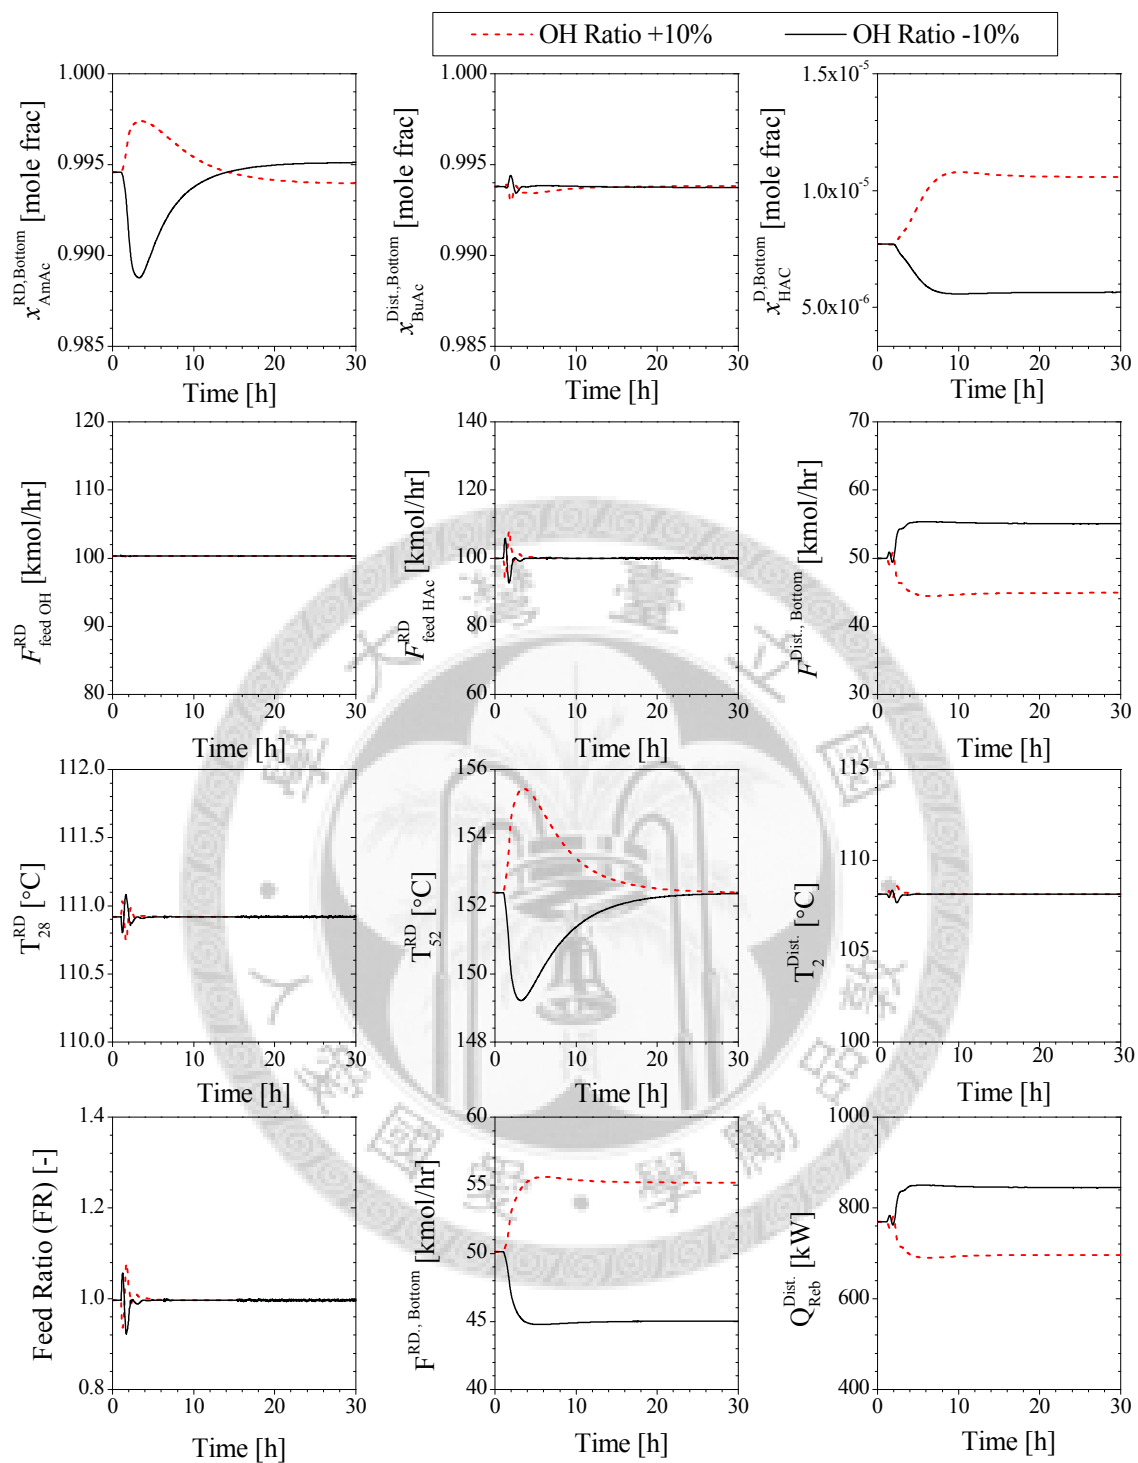 OH Ratio +10% OH Ratio -10%
x RD,Bottom AmAc [mole frac]
1.000
0.995
0.990
0.985
0 10 20 30
Time [h]
x Dist.,Bottom BuAc [mole frac]
1.000
0.995
0.990
0.985
0 10 20 30
Time [h]
x D,Bottom HAC [mole frac]
1.5x10-5
1.0x10-5
5.0x10-6
0 10 20 30
Time [h]
F RD feed OH [kmol/hr]
120
110
100
90
80
0 10 20 30
Time [h]
F RD feed HAc [kmol/hr]
140
120
100
80
60
0 10 20 30
Time [h]
F Dist., Bottom [kmol/hr]
70
60
50
40
30
0 10 20 30
Time [h]
T RD 28 [°C]
112.0
111.5
111.0
110.5
110.0
0 10 20 30
Time [h]
T RD 52 [°C]
156
154
152
150
148
0 10 20 30
Time [h]
T Dist. 2 [°C]
115
110
105
100
0 10 20 30
Time [h]
Feed Ratio (FR) [-]
1.4
1.2
1.0
0.8
0 10 20 30
Time [h]
F RD., Bottom [kmol/hr]
60
55
50
45
40
0 10 20 30
Time [h]
Q Dist. Reb [kW]
1000
800
600
400
0 10 20 30
Time [h]